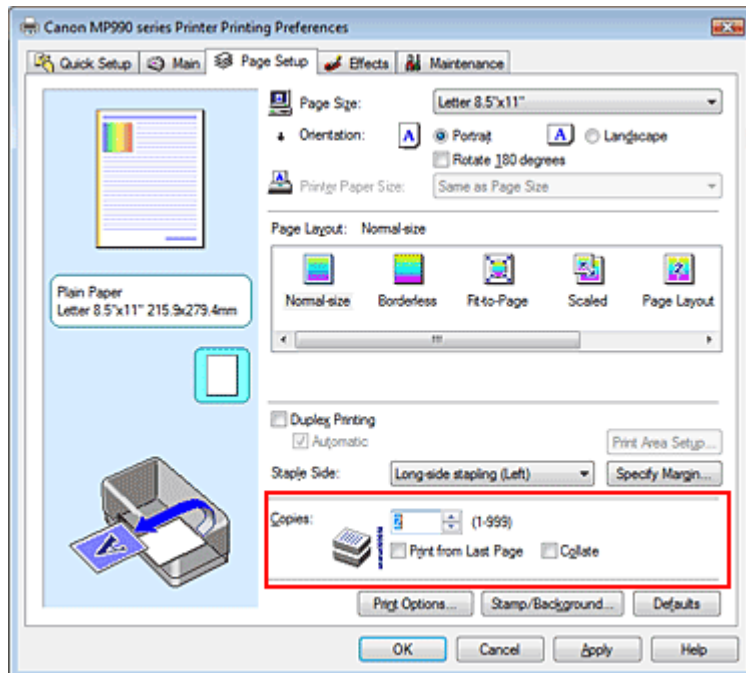 Canon MP990 series Printer Printing Preferences
Quick Setup Main Page Setup Effects Maintenance
Page Size: Letter 8.5"x11"
Orientation: A Portrait A Landscape
Rotate 180 degrees
Printer Paper Size: Same as Page Size
Page Layout: Normal-size
Normal-size Borderless Fit-to-Page Scaled Page Layout
Plain Paper
Letter 8.5"x11" 215.9x279.4mm
Duplex Printing
Automatic
Print Area Setup...
Staple Side: Long-side stapling (Left) Specify Margin...
Copies: 2 (1-999)
Print from Last Page Collate
Print Options... Stamp/Background... Defaults
OK Cancel Apply Help